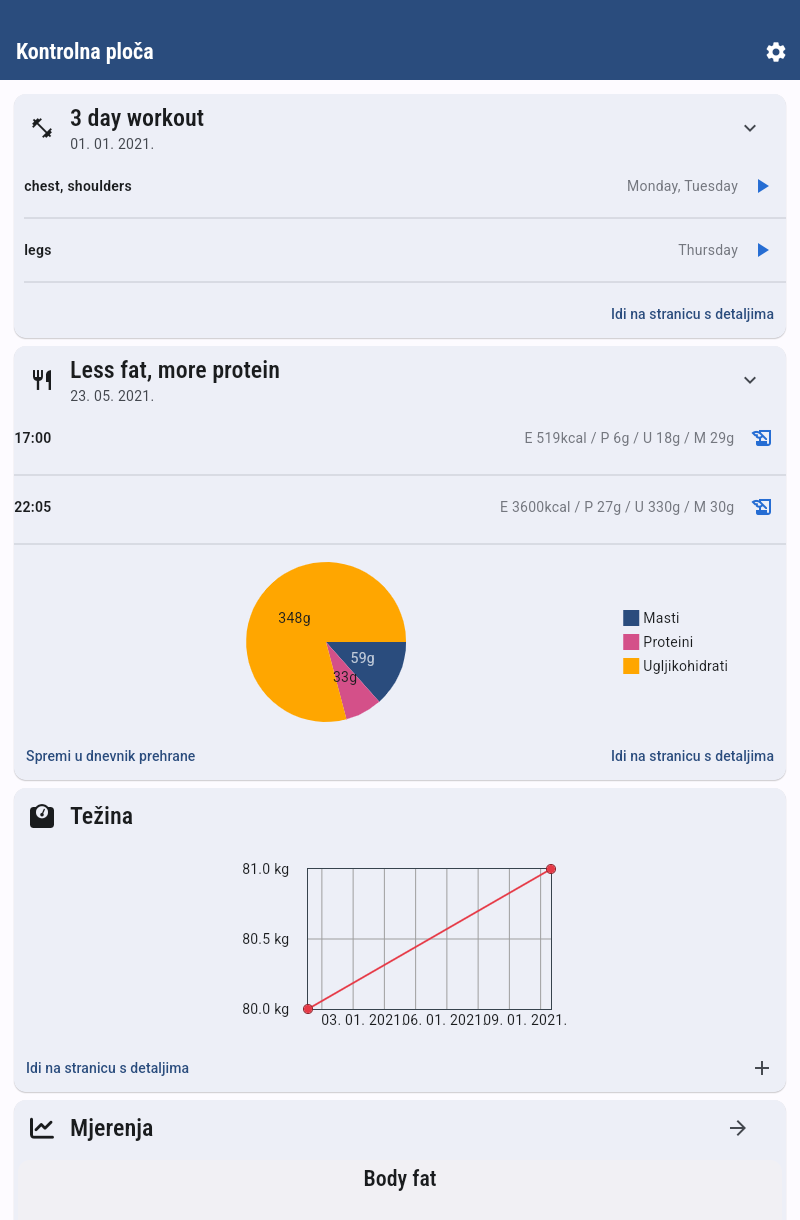 Kontrolna ploča
3 day workout
01. 01. 2021.
chest, shoulders Monday, Tuesday
legs Thursday
Idi na stranicu s detaljima
Less fat, more protein
23. 05. 2021.
17:00 E 519kcal / P 6g / U 18g / M 29g
22:05 E 3600kcal / P 27g / U 330g / M 30g
348g
59g
33g
Masti
Proteini
Ugljikohidrati
Spremi u dnevnik prehrane Idi na stranicu s detaljima
Težina
81.0 kg
80.5 kg
80.0 kg
03. 01. 2021. 06. 01. 2021. 09. 01. 2021.
Idi na stranicu s detaljima
Mjerenja
Body fat